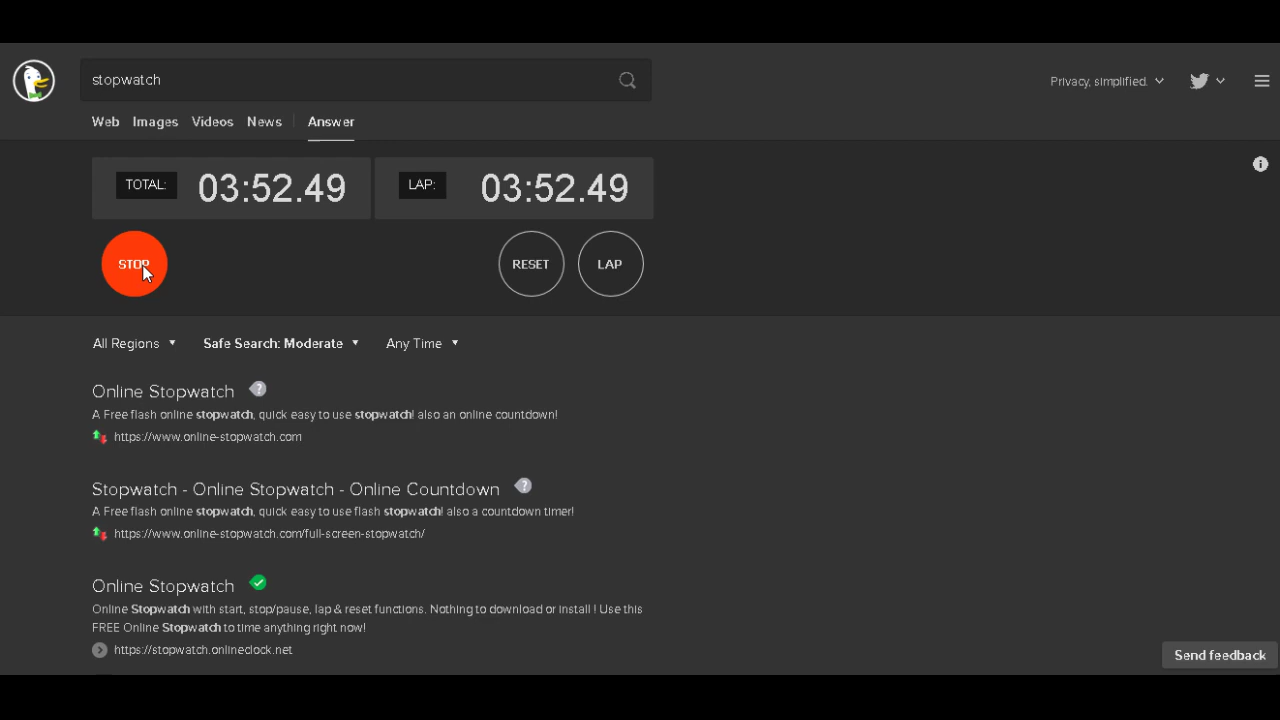 stopwatch
Privacy, simplified.
Web Images Videos News Answer
TOTAL: 03:52.49 LAP: 03:52.49
STOP RESET LAP
All Regions Safe Search: Moderate Any Time
Online Stopwatch
A Free flash online stopwatch, quick easy to use stopwatch! also an online countdown!
https://www.online-stopwatch.com
Stopwatch - Online Stopwatch - Online Countdown
A Free flash online stopwatch, quick easy to use flash stopwatch! also a countdown timer!
https://www.online-stopwatch.com/full-screen-stopwatch/
Online Stopwatch
Online Stopwatch with start, stop/pause, lap & reset functions. Nothing to download or install ! Use this
FREE Online Stopwatch to time anything right now!
https://stopwatch.onlineclock.net
Send feedback